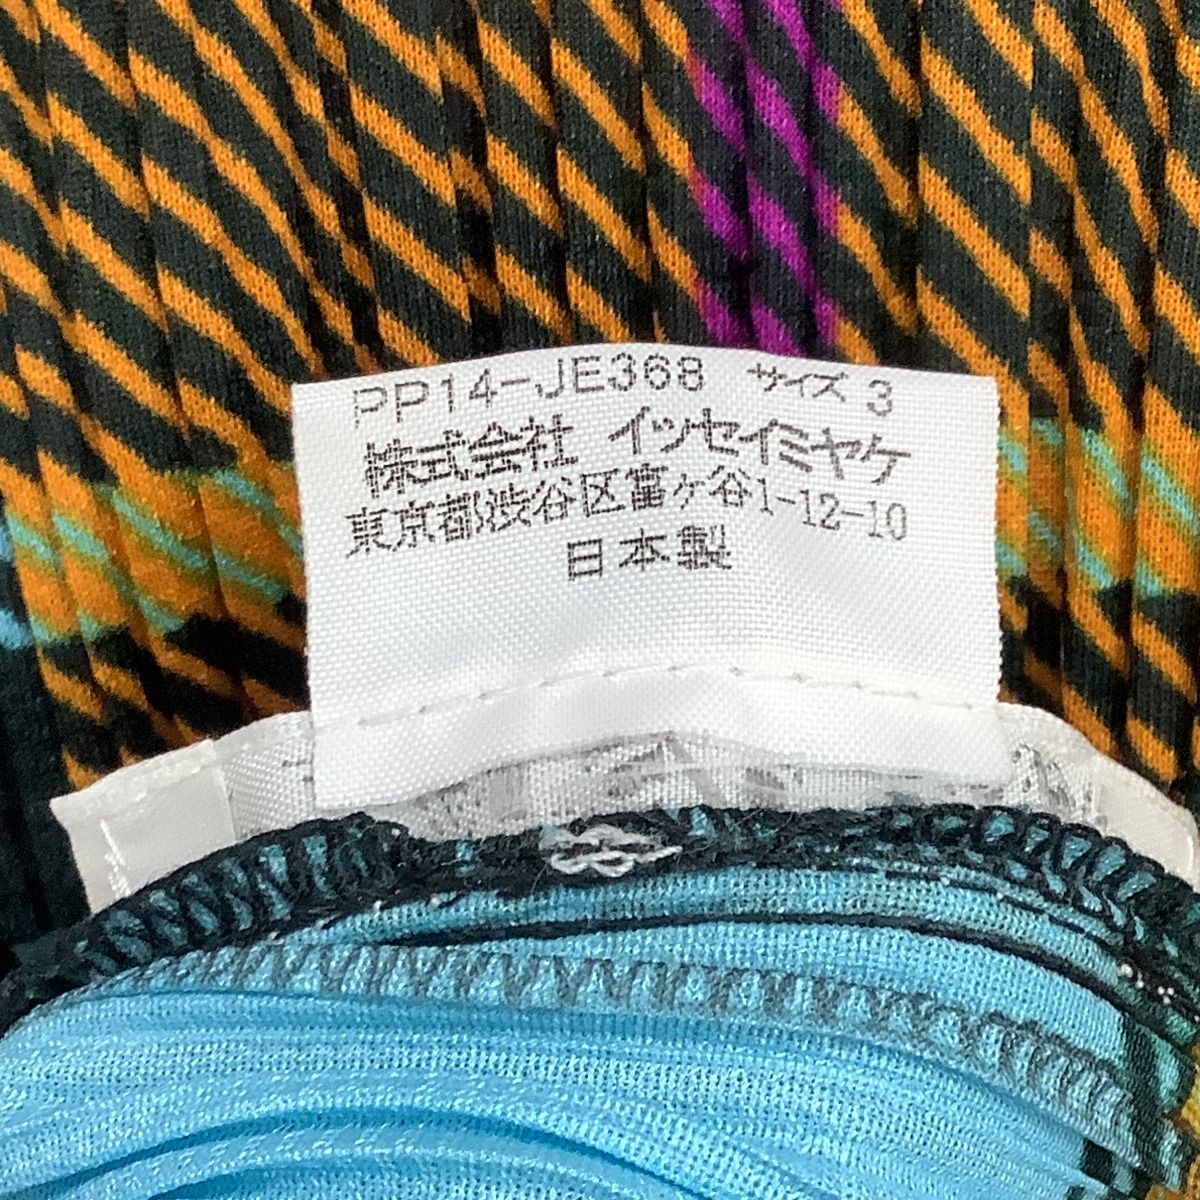 PP14-JE368 サイズ 3
株式会社 イッセイミヤケ
東京都渋谷区富ヶ谷1-12-10
日本製